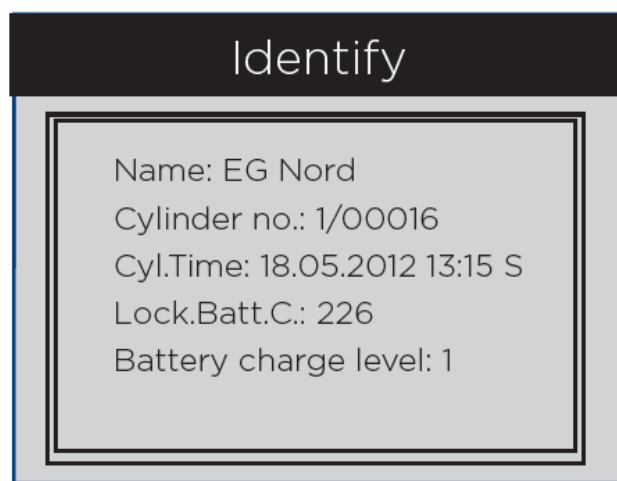 Identify
Name: EG Nord
Cylinder no.: 1/00016
Cyl.Time: 18.05.2012 13:15 S
Lock.Batt.C.: 226
Battery charge level: 1